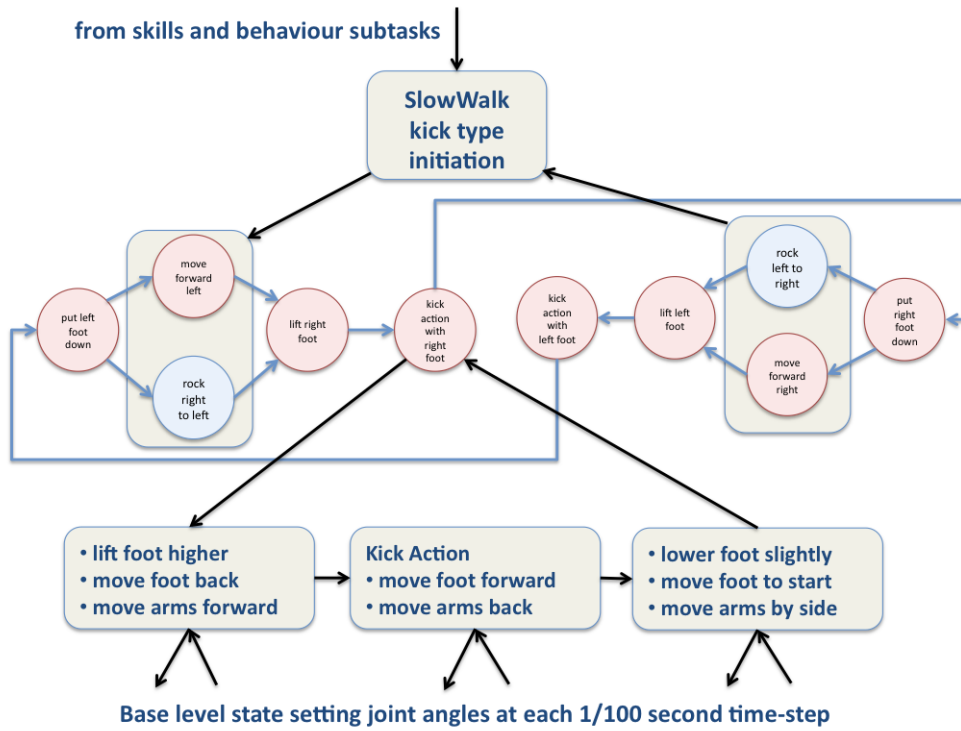 from skills and behaviour subtasks
SlowWalk
kick type
initiation
move
forward
left
put left
foot
down
rock
right
to left
lift right
foot
kick
action
with
right
foot
kick
action
with
left foot
lift left
foot
rock
left to
right
move
forward
right
put
right
foot
down
• lift foot higher
• move foot back
• move arms forward
Kick Action
• move foot forward
• move arms back
• lower foot slightly
• move foot to start
• move arms by side
Base level state setting joint angles at each 1/100 second time-step